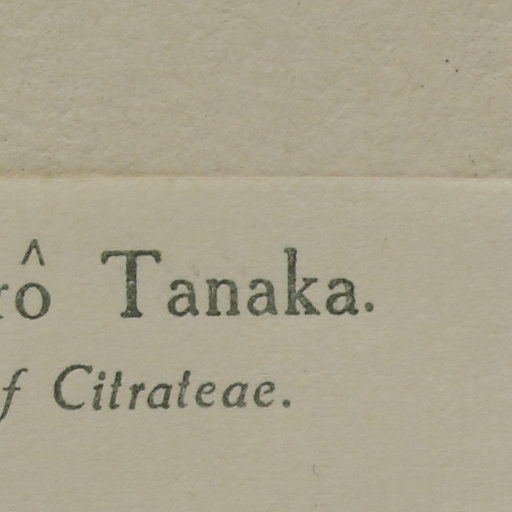 rô Tanaka.
f Citrateae.